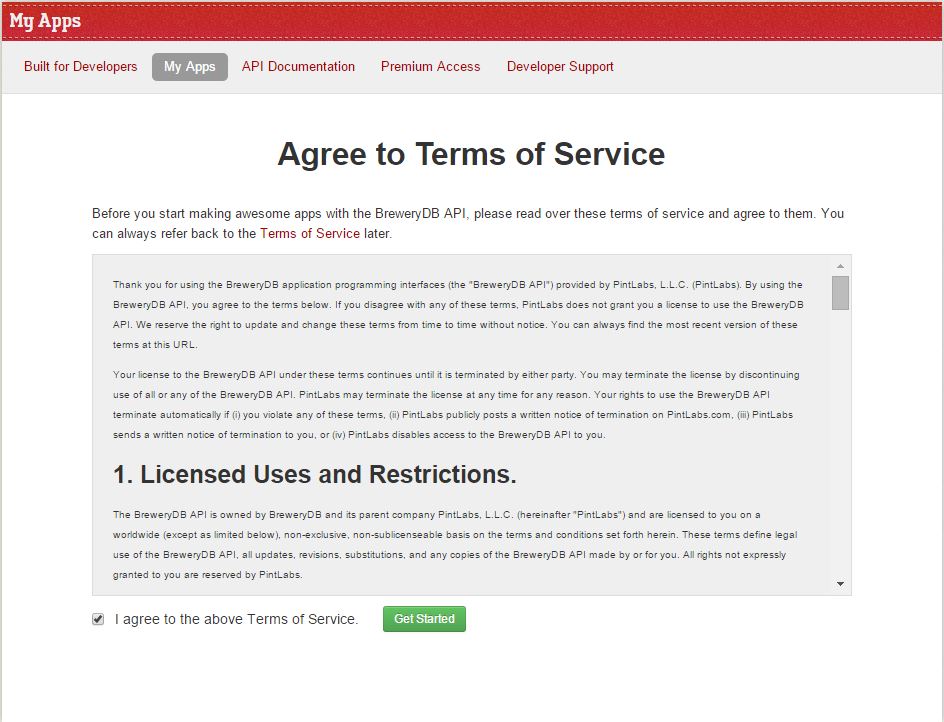 My Apps
Built for Developers My Apps API Documentation Premium Access Developer Support
Agree to Terms of Service
Before you start making awesome apps with the BreweryDB API, please read over these terms of service and agree to them. You
can always refer back to the Terms of Service later.
Thank you for using the BreweryDB application programming interfaces (the "BreweryDB API") provided by PintLabs, L.L.C. (PintLabs). By using the
BreweryDB API, you agree to the terms below. If you disagree with any of these terms, PintLabs does not grant you a license to use the BreweryDB
API. We reserve the right to update and change these terms from time to time without notice. You can always find the most recent version of these
terms at this URL.
Your license to the BreweryDB API under these terms continues until it is terminated by either party. You may terminate the license by discontinuing
use of all or any of the BreweryDB API. PintLabs may terminate the license at any time for any reason. Your rights to use the BreweryDB API
terminate automatically if (i) you violate any of these terms, (ii) PintLabs publicly posts a written notice of termination on PintLabs.com, (iii) PintLabs
sends a written notice of termination to you, or (iv) PintLabs disables access to the BreweryDB API to you.
1. Licensed Uses and Restrictions.
The BreweryDB API is owned by BreweryDB and its parent company PintLabs, L.L.C. (hereinafter "PintLabs") and are licensed to you on a
worldwide (except as limited below), non-exclusive, non-sublicenseable basis on the terms and conditions set forth herein. These terms define legal
use of the BreweryDB API, all updates, revisions, substitutions, and any copies of the BreweryDB API made by or for you. All rights not expressly
granted to you are reserved by PintLabs.
I agree to the above Terms of Service. Get Started